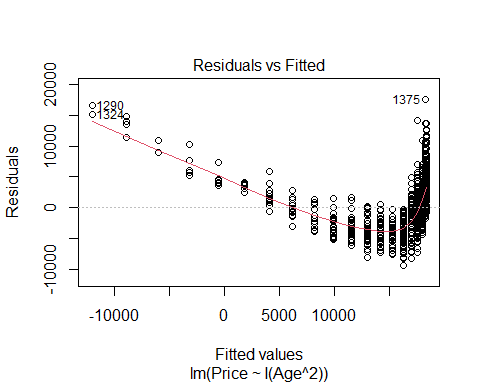 Residuals vs Fitted
20000
10000
0
-10000
Residuals
1290
1324
1375
-10000 0 5000 10000
Fitted values
lm(Price ~ I(Age^2))